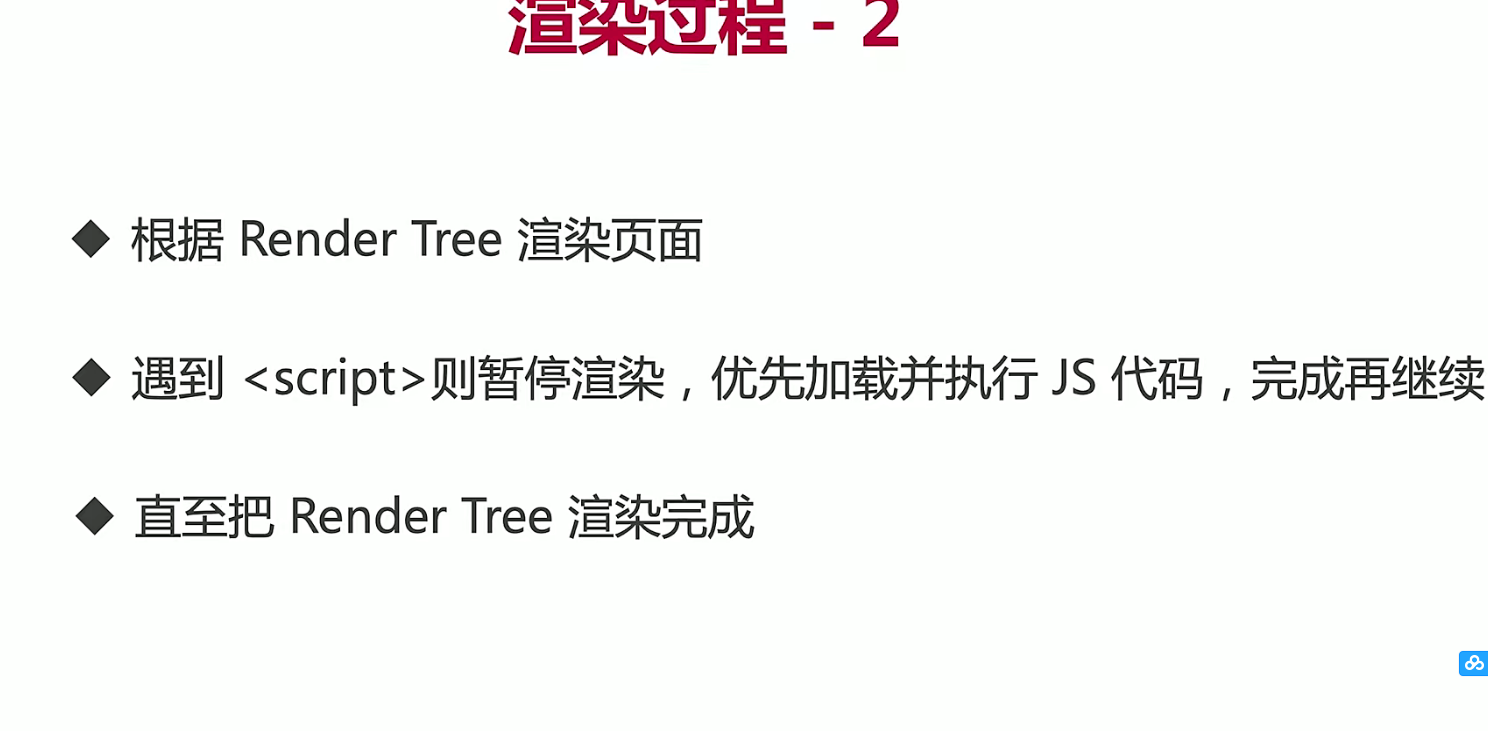 渲染过程 - 2
◆ 根据 Render Tree 渲染页面
◆ 遇到 <script>则暂停渲染，优先加载并执行 JS 代码，完成再继续
◆ 直至把 Render Tree 渲染完成